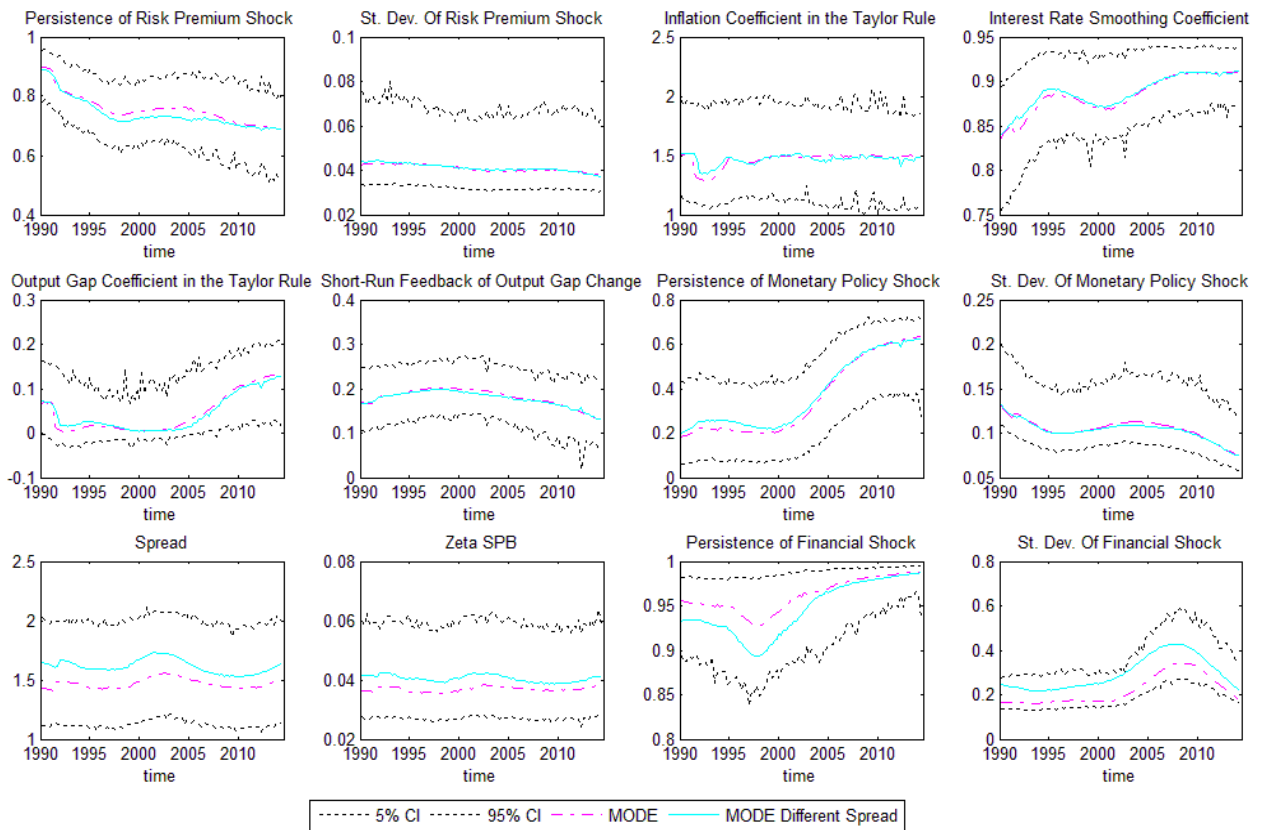 Persistence of Risk Premium Shock
1
0.8
0.6
0.4
1990 1995 2000 2005 2010
time
St. Dev. Of Risk Premium Shock
0.1
0.08
0.06
0.04
0.02
1990 1995 2000 2005 2010
time
Inflation Coefficient in the Taylor Rule
2.5
2
1.5
1
1990 1995 2000 2005 2010
time
Interest Rate Smoothing Coefficient
0.95
0.9
0.85
0.8
0.75
1990 1995 2000 2005 2010
time
Output Gap Coefficient in the Taylor Rule
0.3
0.2
0.1
0
-0.1
1990 1995 2000 2005 2010
time
Short-Run Feedback of Output Gap Change
0.4
0.3
0.2
0.1
0
1990 1995 2000 2005 2010
time
Persistence of Monetary Policy Shock
0.8
0.6
0.4
0.2
0
1990 1995 2000 2005 2010
time
St. Dev. Of Monetary Policy Shock
0.25
0.2
0.15
0.1
0.05
1990 1995 2000 2005 2010
time
Spread
2.5
2
1.5
1
1990 1995 2000 2005 2010
time
Zeta SPB
0.08
0.06
0.04
0.02
1990 1995 2000 2005 2010
time
Persistence of Financial Shock
1
0.95
0.9
0.85
0.8
1990 1995 2000 2005 2010
time
St. Dev. Of Financial Shock
0.8
0.6
0.4
0.2
0
1990 1995 2000 2005 2010
time
5% CI 95% CI MODE MODE Different Spread